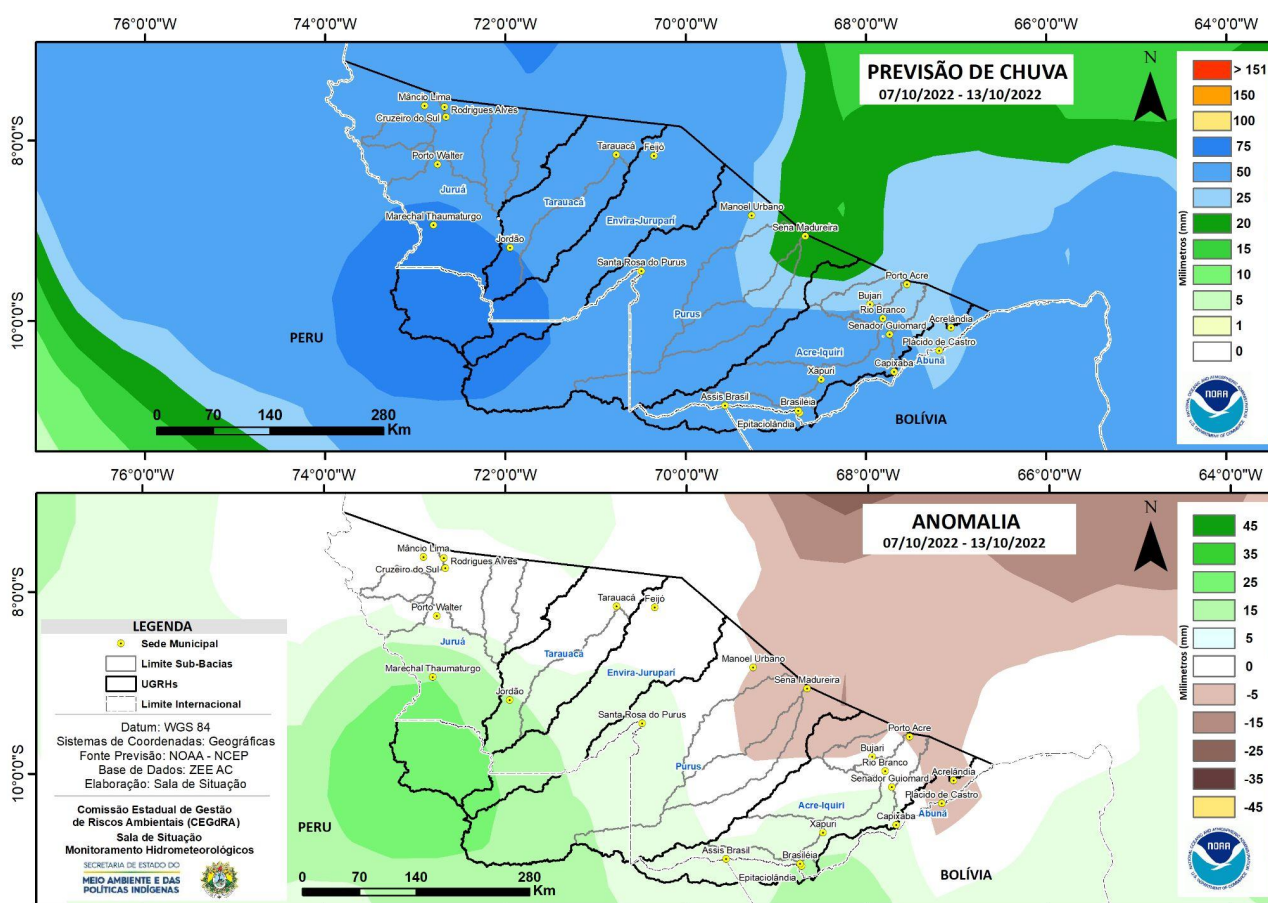 76°0'0"W 74°0'0"W 72°0'0"W 70°0'0"W 68°0'0"W 66°0'0"W 64°0'0"W
8°0'0"S
10°0'0"S
PREVISÃO DE CHUVA
07/10/2022 - 13/10/2022
N
Mâncio Lima
Rodrigues Alves
Cruzeiro do Sul
Porto Walter
Tarauacá
Feijó
Juruá
Tarauacá
Marechal Thaumaturgo
Jordão
Envira-Jurupari
Manoel Urbano
Sena Madureira
Santa Rosa do Purus
Porto Acre
Bujari
Rio Branco
Purus
Senador Guiomard
Acrelândia
Plácido de Castro
Acre-Iquiri
Abunã
Xapuri
Capixaba
Assis Brasil
Brasiléia
Epitaciolândia
PERU
BOLÍVIA
0 70 140 280
Km
Milímetros (mm)
> 151
150
100
75
50
25
20
15
10
5
1
0
NOAA
76°0'0"W 74°0'0"W 72°0'0"W 70°0'0"W 68°0'0"W 66°0'0"W 64°0'0"W
8°0'0"S
10°0'0"S
ANOMALIA
07/10/2022 - 13/10/2022
N
Mâncio Lima
Rodrigues Alves
Cruzeiro do Sul
Porto Walter
Tarauacá
Feijó
Juruá
Tarauacá
Marechal Thaumaturgo
Jordão
Envira-Jurupari
Manoel Urbano
Sena Madureira
Santa Rosa do Purus
Porto Acre
Bujari
Rio Branco
Purus
Senador Guiomard
Acrelândia
Plácido de Castro
Acre-Iquiri
Abunã
Xapuri
Capixaba
Assis Brasil
Brasiléia
Epitaciolândia
PERU
BOLÍVIA
0 70 140 280
Km
Milímetros (mm)
45
35
25
15
5
0
-5
-15
-25
-35
-45
NOAA
LEGENDA
Sede Municipal
Limite Sub-Bacias
UGRHs
Limite Internacional
Datum: WGS 84
Sistemas de Coordenadas: Geográficas
Fonte Previsão: NOAA - NCEP
Base de Dados: ZEE AC
Elaboração: Sala de Situação
Comissão Estadual de Gestão
de Riscos Ambientais (CEGdRA)
Sala de Situação
Monitoramento Hidrometeorológicos
SECRETARIA DE ESTADO DO
MEIO AMBIENTE E DAS
POLÍTICAS INDÍGENAS